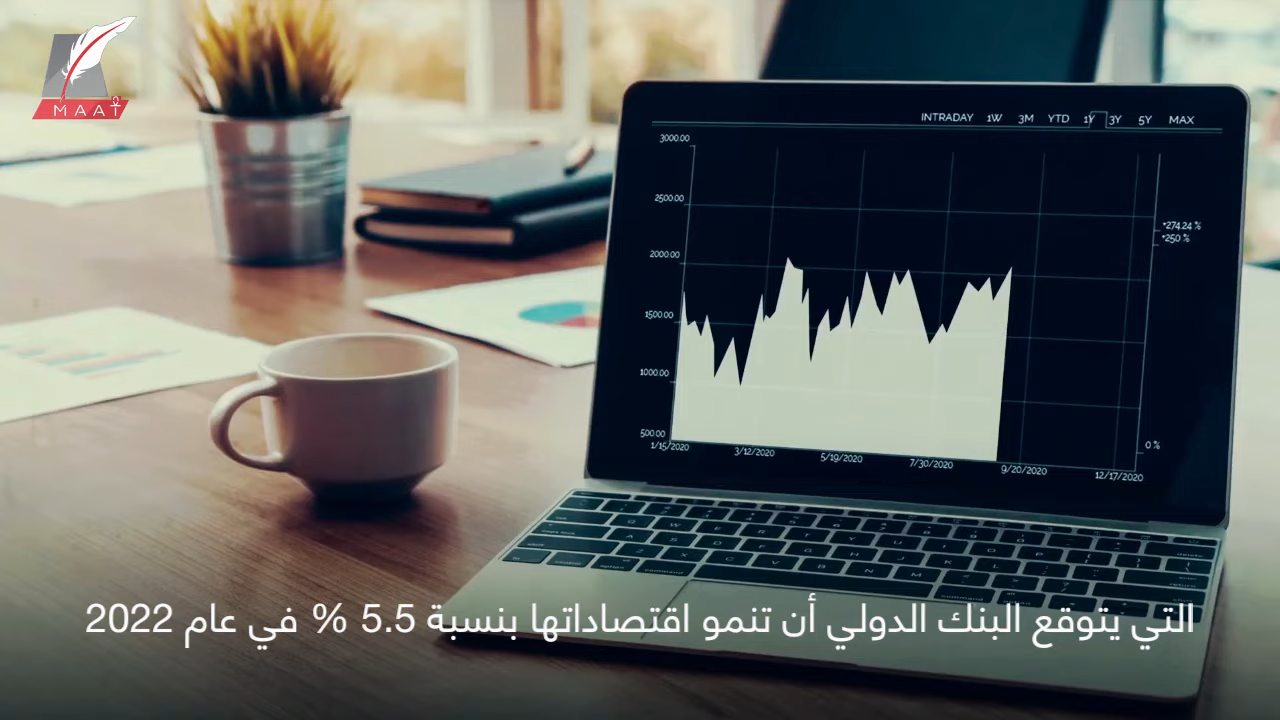 MAAT
INTRADAY 1W 3M YTD 1Y 3Y 5Y MAX
3000.00
2500.00
2000.00
1500.00
1000.00
500.00
+274.24 %
+250 %
0 %
1/15/2020 3/12/2020 5/19/2020 7/30/2020 9/20/2020 12/17/2020
التي يتوقع البنك الدولي أن تنمو اقتصاداتها بنسبة 5.5 % في عام 2022